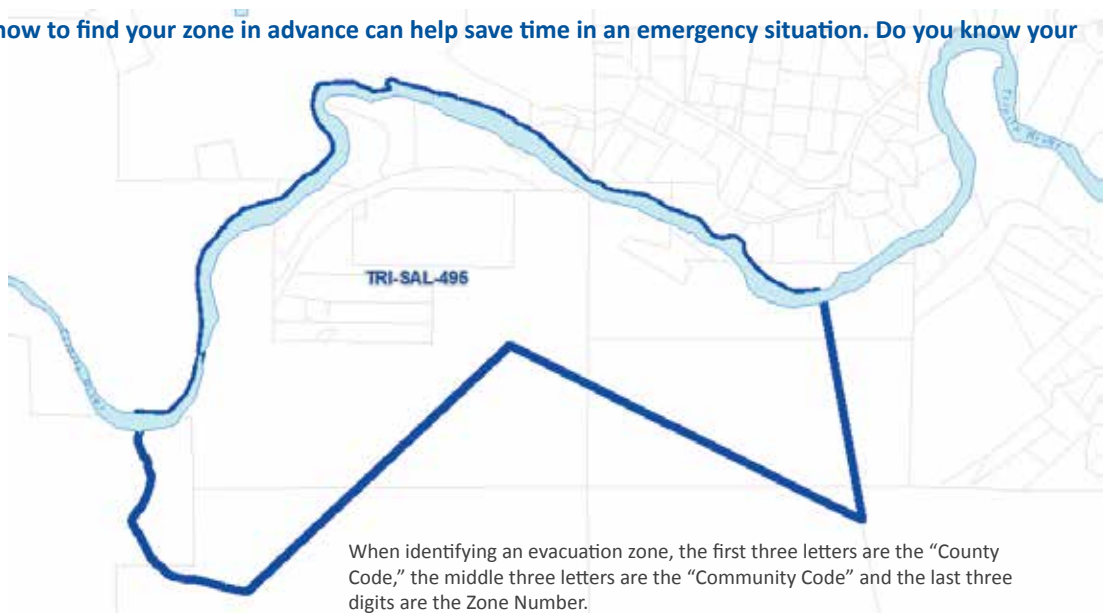 how to find your zone in advance can help save time in an emergency situation. Do you know your
TRI-SAL-495
When identifying an evacuation zone, the first three letters are the “County
Code,” the middle three letters are the “Community Code” and the last three
digits are the Zone Number.